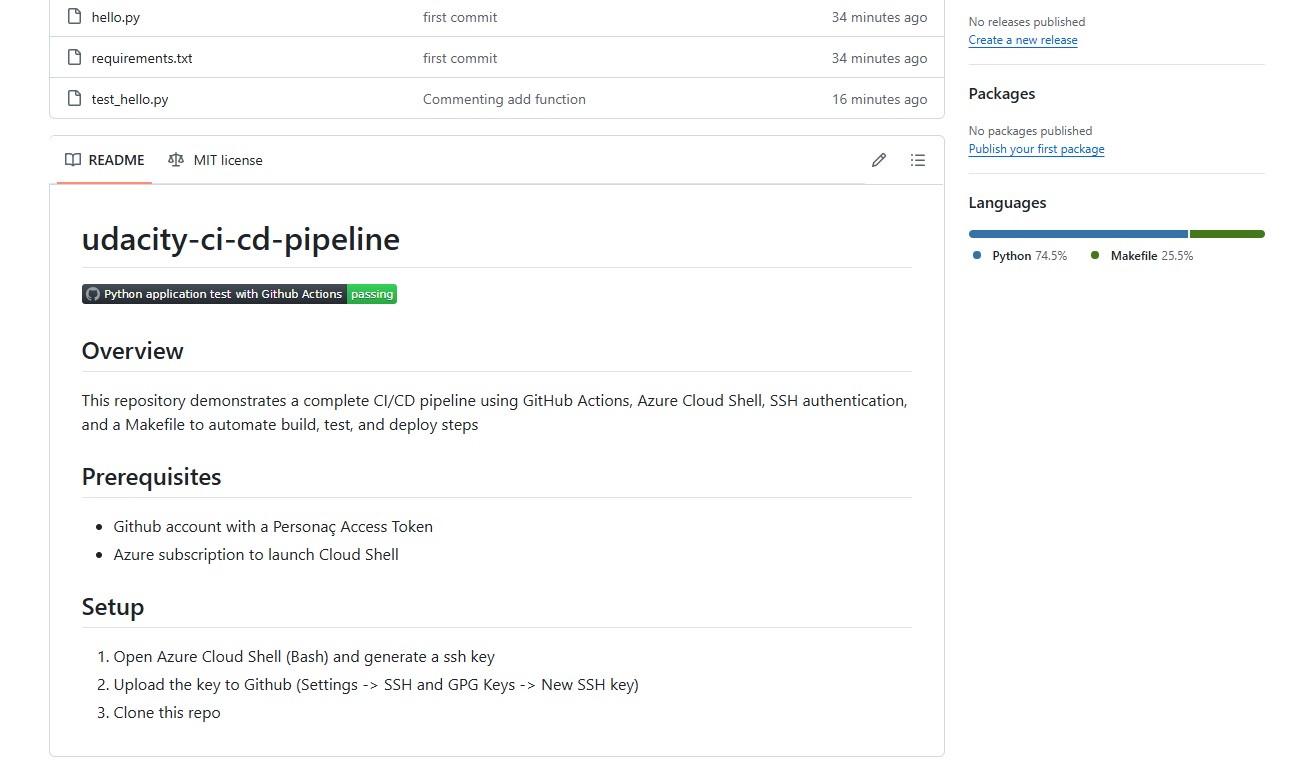 hello.py first commit 34 minutes ago
requirements.txt first commit 34 minutes ago
test_hello.py Commenting add function 16 minutes ago
README MIT license
udacity-ci-cd-pipeline
Python application test with Github Actions passing
Overview
This repository demonstrates a complete CI/CD pipeline using GitHub Actions, Azure Cloud Shell, SSH authentication,
and a Makefile to automate build, test, and deploy steps
Prerequisites
• Github account with a Personaç Access Token
• Azure subscription to launch Cloud Shell
Setup
1. Open Azure Cloud Shell (Bash) and generate a ssh key
2. Upload the key to Github (Settings -> SSH and GPG Keys -> New SSH key)
3. Clone this repo
No releases published
Create a new release
Packages
No packages published
Publish your first package
Languages
Python 74.5% Makefile 25.5%